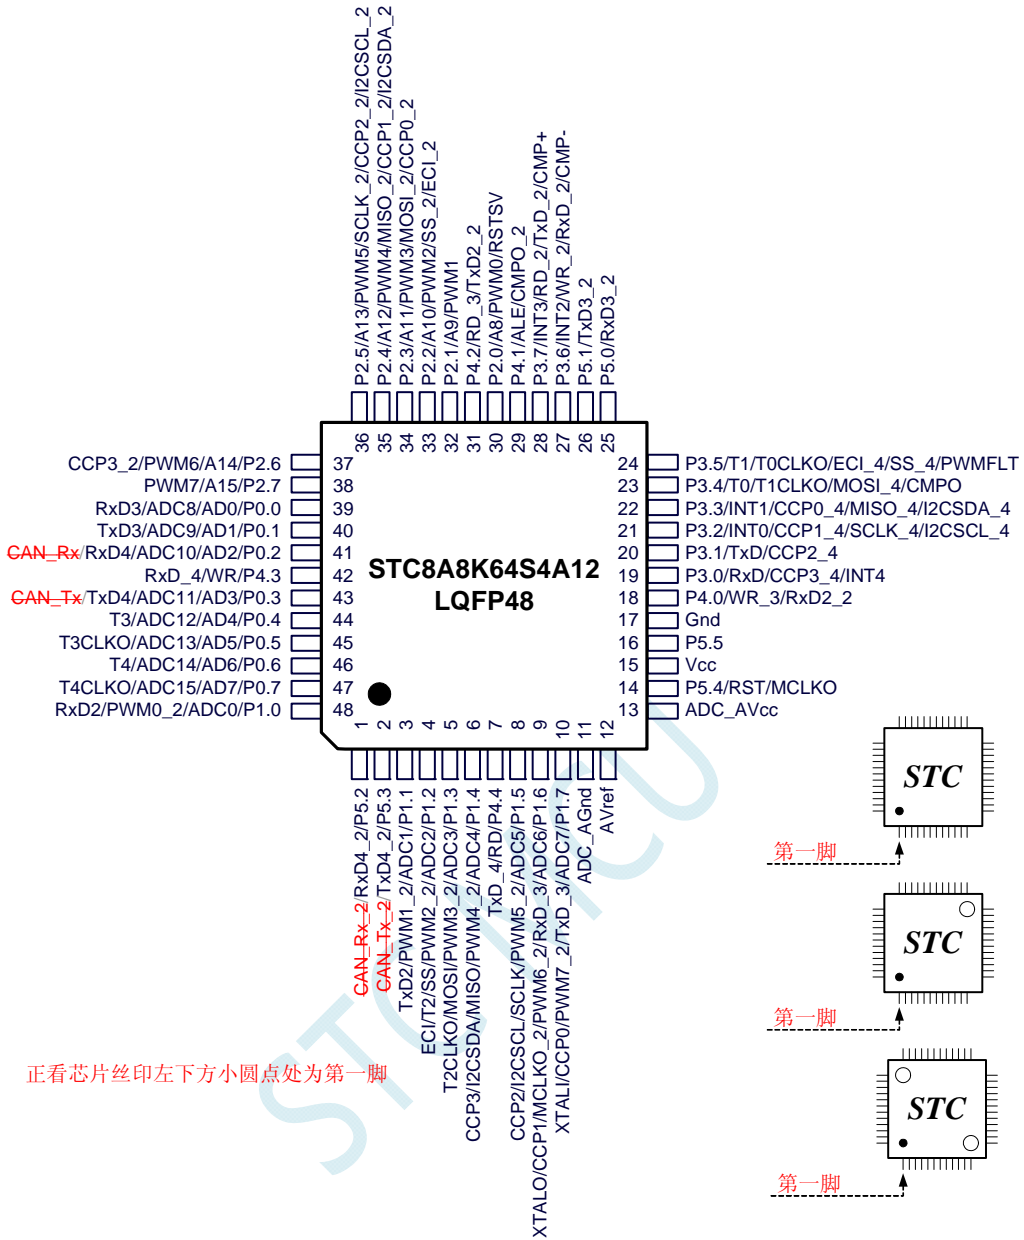 P2.5/A13/PWM5/SCLK_2/CCP2_2/I2CSCL_2
P2.4/A12/PWM4/MISO_2/CCP1_2/I2CSDA_2
P2.3/A11/PWM3/MOSI_2/CCP0_2
P2.2/A10/PWM2/SS_2/ECI_2
P2.1/A9/PWM1
P4.2/RD_3/TxD2_2
P2.0/A8/PWM0/RSTSV
P4.1/ALE/CMPO_2
P3.7/INT3/RD_2/TxD_2/CMP+
P3.6/INT2/WR_2/RxD_2/CMP-
P5.1/TxD3_2
P5.0/RxD3_2
36 35 34 33 32 31 30 29 28 27 26 25
CCP3_2/PWM6/A14/P2.6 37
PWM7/A15/P2.7 38
RxD3/ADC8/AD0/P0.0 39
TxD3/ADC9/AD1/P0.1 40
CAN_Rx/RxD4/ADC10/AD2/P0.2 41
RxD_4/WR/P4.3 42
CAN_Tx/TxD4/ADC11/AD3/P0.3 43
T3/ADC12/AD4/P0.4 44
T3CLKO/ADC13/AD5/P0.5 45
T4/ADC14/AD6/P0.6 46
T4CLKO/ADC15/AD7/P0.7 47
RxD2/PWM0_2/ADC0/P1.0 48
STC8A8K64S4A12
LQFP48
24 P3.5/T1/T0CLKO/ECI_4/SS_4/PWMFLT
23 P3.4/T0/T1CLKO/MOSI_4/CMPO
22 P3.3/INT1/CCP0_4/MISO_4/I2CSDA_4
21 P3.2/INT0/CCP1_4/SCLK_4/I2CSCL_4
20 P3.1/TxD/CCP2_4
19 P3.0/RxD/CCP3_4/INT4
18 P4.0/WR_3/RxD2_2
17 Gnd
16 P5.5
15 Vcc
14 P5.4/RST/MCLKO
13 ADC_AVcc
1 2 3 4 5 6 7 8 9 10 11 12
CAN_Rx_2/RxD4_2/P5.2
CAN_Tx_2/TxD4_2/P5.3
TxD2/PWM1_2/ADC1/P1.1
ECI/T2/SS/PWM2_2/ADC2/P1.2
T2CLKO/MOSI/PWM3_2/ADC3/P1.3
CCP3/I2CSDA/MISO/PWM4_2/ADC4/P1.4
TxD_4/RD/P4.4
CCP2/I2CSCL/SCLK/PWM5_2/ADC5/P1.5
XTALO/CCP1/MCLKO_2/PWM6_2/RxD_3/ADC6/P1.6
XTALI/CCP0/PWM7_2/TxD_3/ADC7/P1.7
ADC_AGnd
AVref
STC
第一脚
STC
第一脚
STC
第一脚
正看芯片丝印左下方小圆点处为第一脚
STC MCU